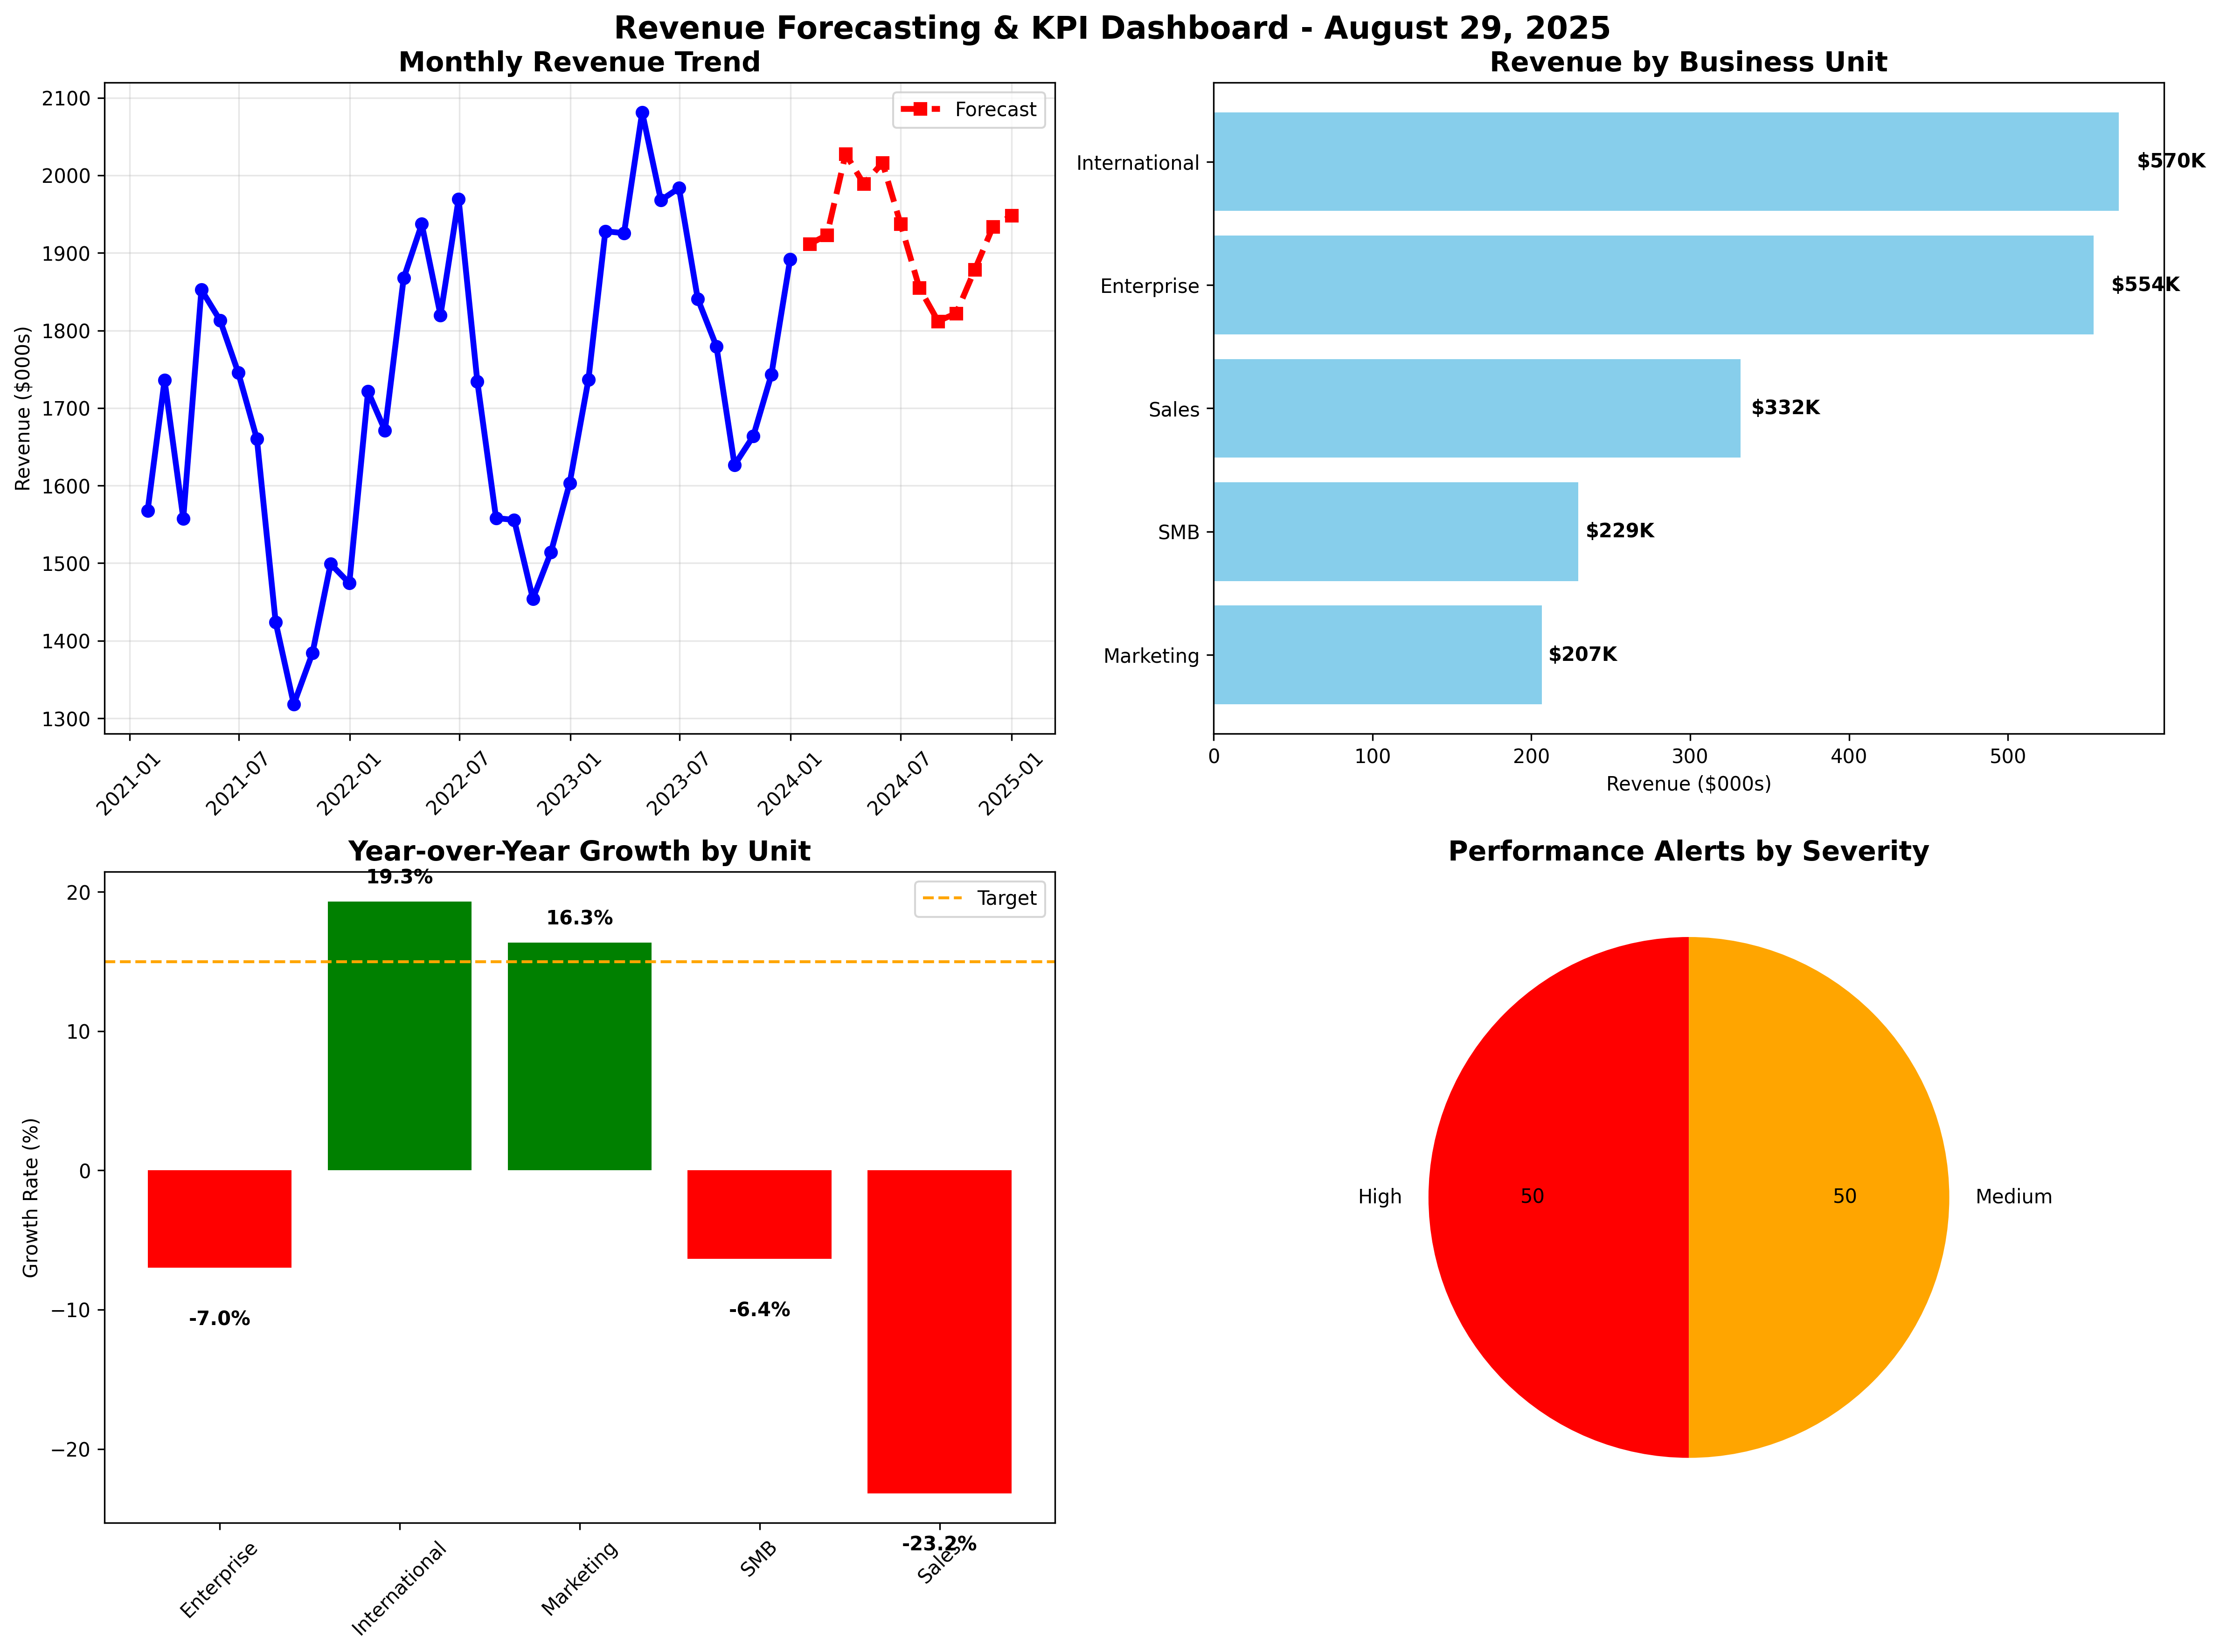 Revenue Forecasting & KPI Dashboard - August 29, 2025
Monthly Revenue Trend
Forecast
Revenue ($000s)
2100
2000
1900
1800
1700
1600
1500
1400
1300
2021-01
2021-07
2022-01
2022-07
2023-01
2023-07
2024-01
2024-07
2025-01
Revenue by Business Unit
International
$570K
Enterprise
$554K
Sales
$332K
SMB
$229K
Marketing
$207K
0
100
200
300
400
500
Revenue ($000s)
Year-over-Year Growth by Unit
Target
Growth Rate (%)
20
10
0
−10
−20
-7.0%
19.3%
16.3%
-6.4%
-23.2%
Enterprise
International
Marketing
SMB
Sales
Performance Alerts by Severity
High
50
50
Medium